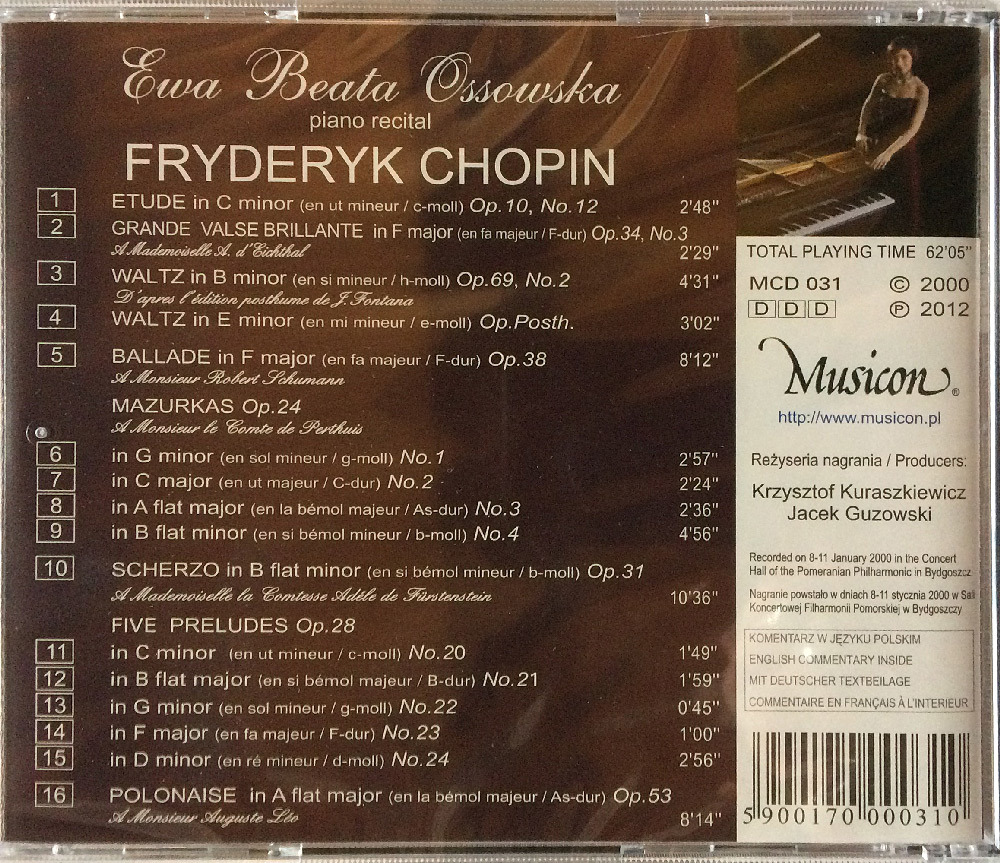 Ewa Beata Ossowska
piano recital
FRYDERYK CHOPIN
1 ETUDE in C minor (en ut mineur / c-moll) Op.10, No.12 2'48"
2 GRANDE VALSE BRILLANTE in F major (en fa majeur / F-dur) Op.34, No.3
A Mademoiselle A. d'Eichthal 2'29"
3 WALTZ in B minor (en si mineur / h-moll) Op.69, No.2 4'31"
D'apres l'édition posthume de J. Fontana
4 WALTZ in E minor (en mi mineur / e-moll) Op.Posth. 3'02"
5 BALLADE in F major (en fa majeur / F-dur) Op.38 8'12"
A Monsieur Robert Schumann
MAZURKAS Op.24
A Monsieur le Comte de Perthuis
6 in G minor (en sol mineur / g-moll) No.1 2'57"
7 in C major (en ut majeur / C-dur) No.2 2'24"
8 in A flat major (en la bémol majeur / As-dur) No.3 2'36"
9 in B flat minor (en si bémol mineur / b-moll) No.4 4'56"
10 SCHERZO in B flat minor (en si bémol mineur / b-moll) Op.31
A Mademoiselle la Comtesse Adèle de Fürstenstein 10'36"
FIVE PRELUDES Op.28
11 in C minor (en ut mineur / c-moll) No.20 1'49"
12 in B flat major (en si bémol majeur / B-dur) No.21 1'59"
13 in G minor (en sol mineur / g-moll) No.22 0'45"
14 in F major (en fa majeur / F-dur) No.23 1'00"
15 in D minor (en ré mineur / d-moll) No.24 2'56"
16 POLONAISE in A flat major (en la bémol majeur / As-dur) Op.53
A Monsieur Auguste Léo 8'14"
TOTAL PLAYING TIME 62'05"
MCD 031 © 2000
DDD ℗ 2012
Musicon®
http://www.musicon.pl
Reżyseria nagrania / Producers:
Krzysztof Kuraszkiewicz
Jacek Guzowski
Recorded on 8-11 January 2000 in the Concert
Hall of the Pomeranian Philharmonic in Bydgoszcz
Nagranie powstało w dniach 8-11 stycznia 2000 w Sali
Koncertowej Filharmonii Pomorskiej w Bydgoszczy
KOMENTARZ W JĘZYKU POLSKIM
ENGLISH COMMENTARY INSIDE
MIT DEUTSCHER TEXTBEILAGE
COMMENTAIRE EN FRANÇAIS À L'INTERIEUR
5 900170 000310